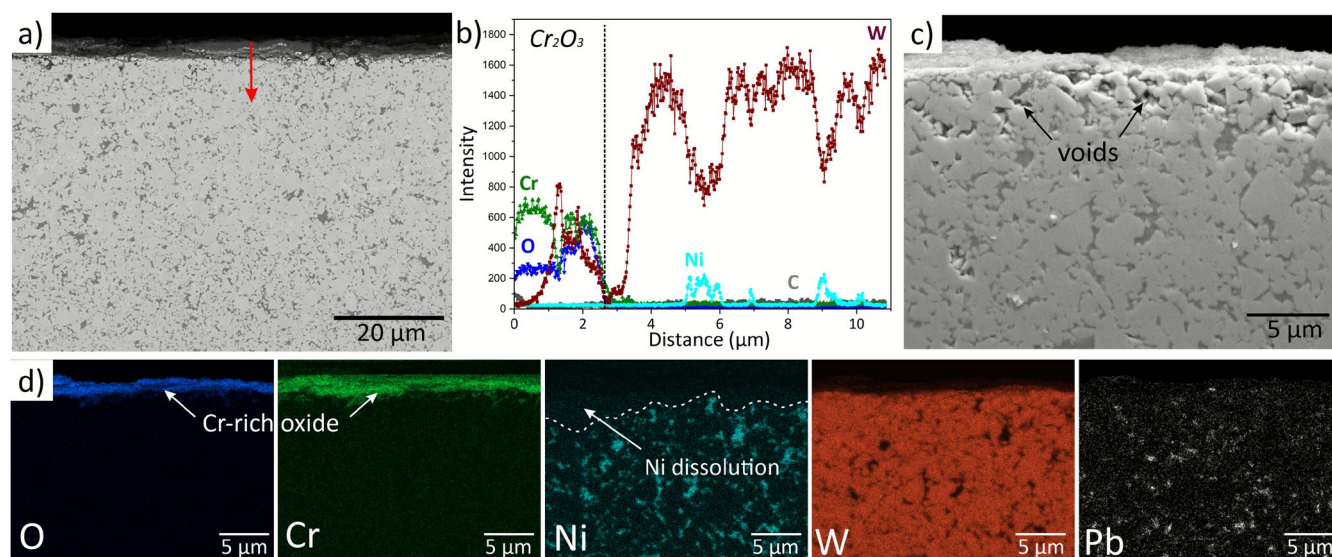 a)
20 µm
b)
Cr₂O₃
W
1800
1600
1400
1200
1000
800
600
400
200
0
Intensity
Cr
O
Ni
C
0 2 4 6 8 10
Distance (µm)
c)
voids
5 µm
d)
Cr-rich oxide
Ni dissolution
O
5 µm
Cr
5 µm
Ni
5 µm
W
5 µm
Pb
5 µm